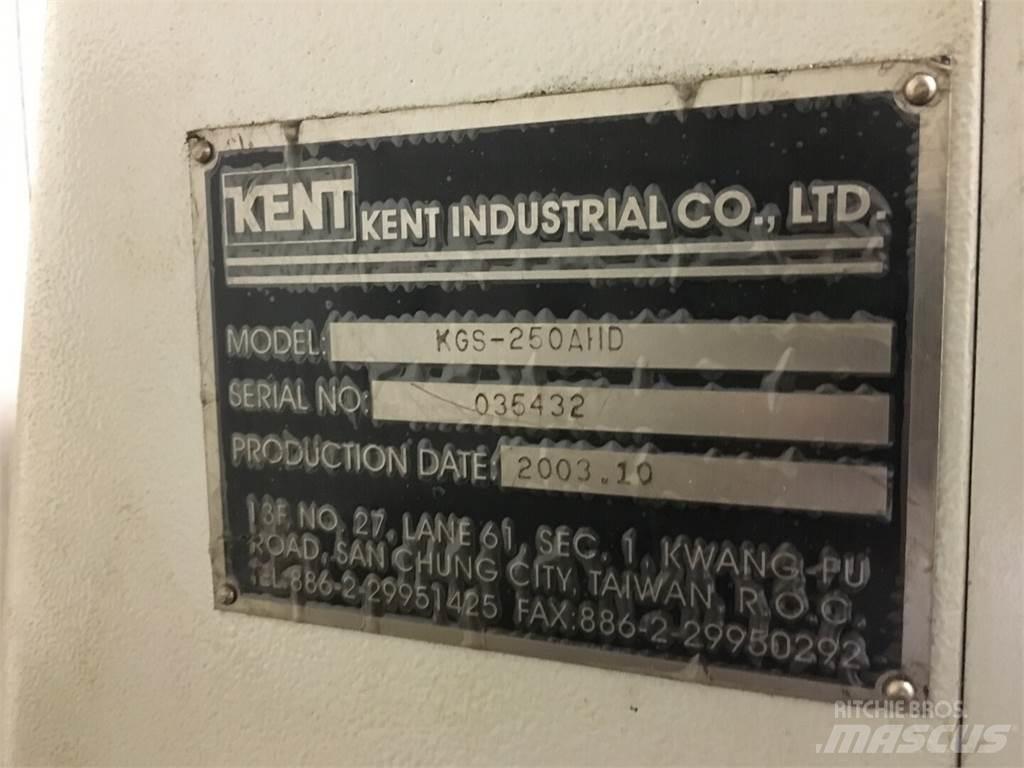 KENT KENT INDUSTRIAL CO., LTD.
MODEL: KGS-250AHD
SERIAL NO: 035432
PRODUCTION DATE: 2003.10
13F, NO. 27, LANE 61, SEC. 1, KWANG FU
ROAD, SAN CHUNG CITY, TAIWAN, R.O.C.
TEL:886-2-29951425 FAX:886-2-29950292
RITCHIE BROS.
MASCUS